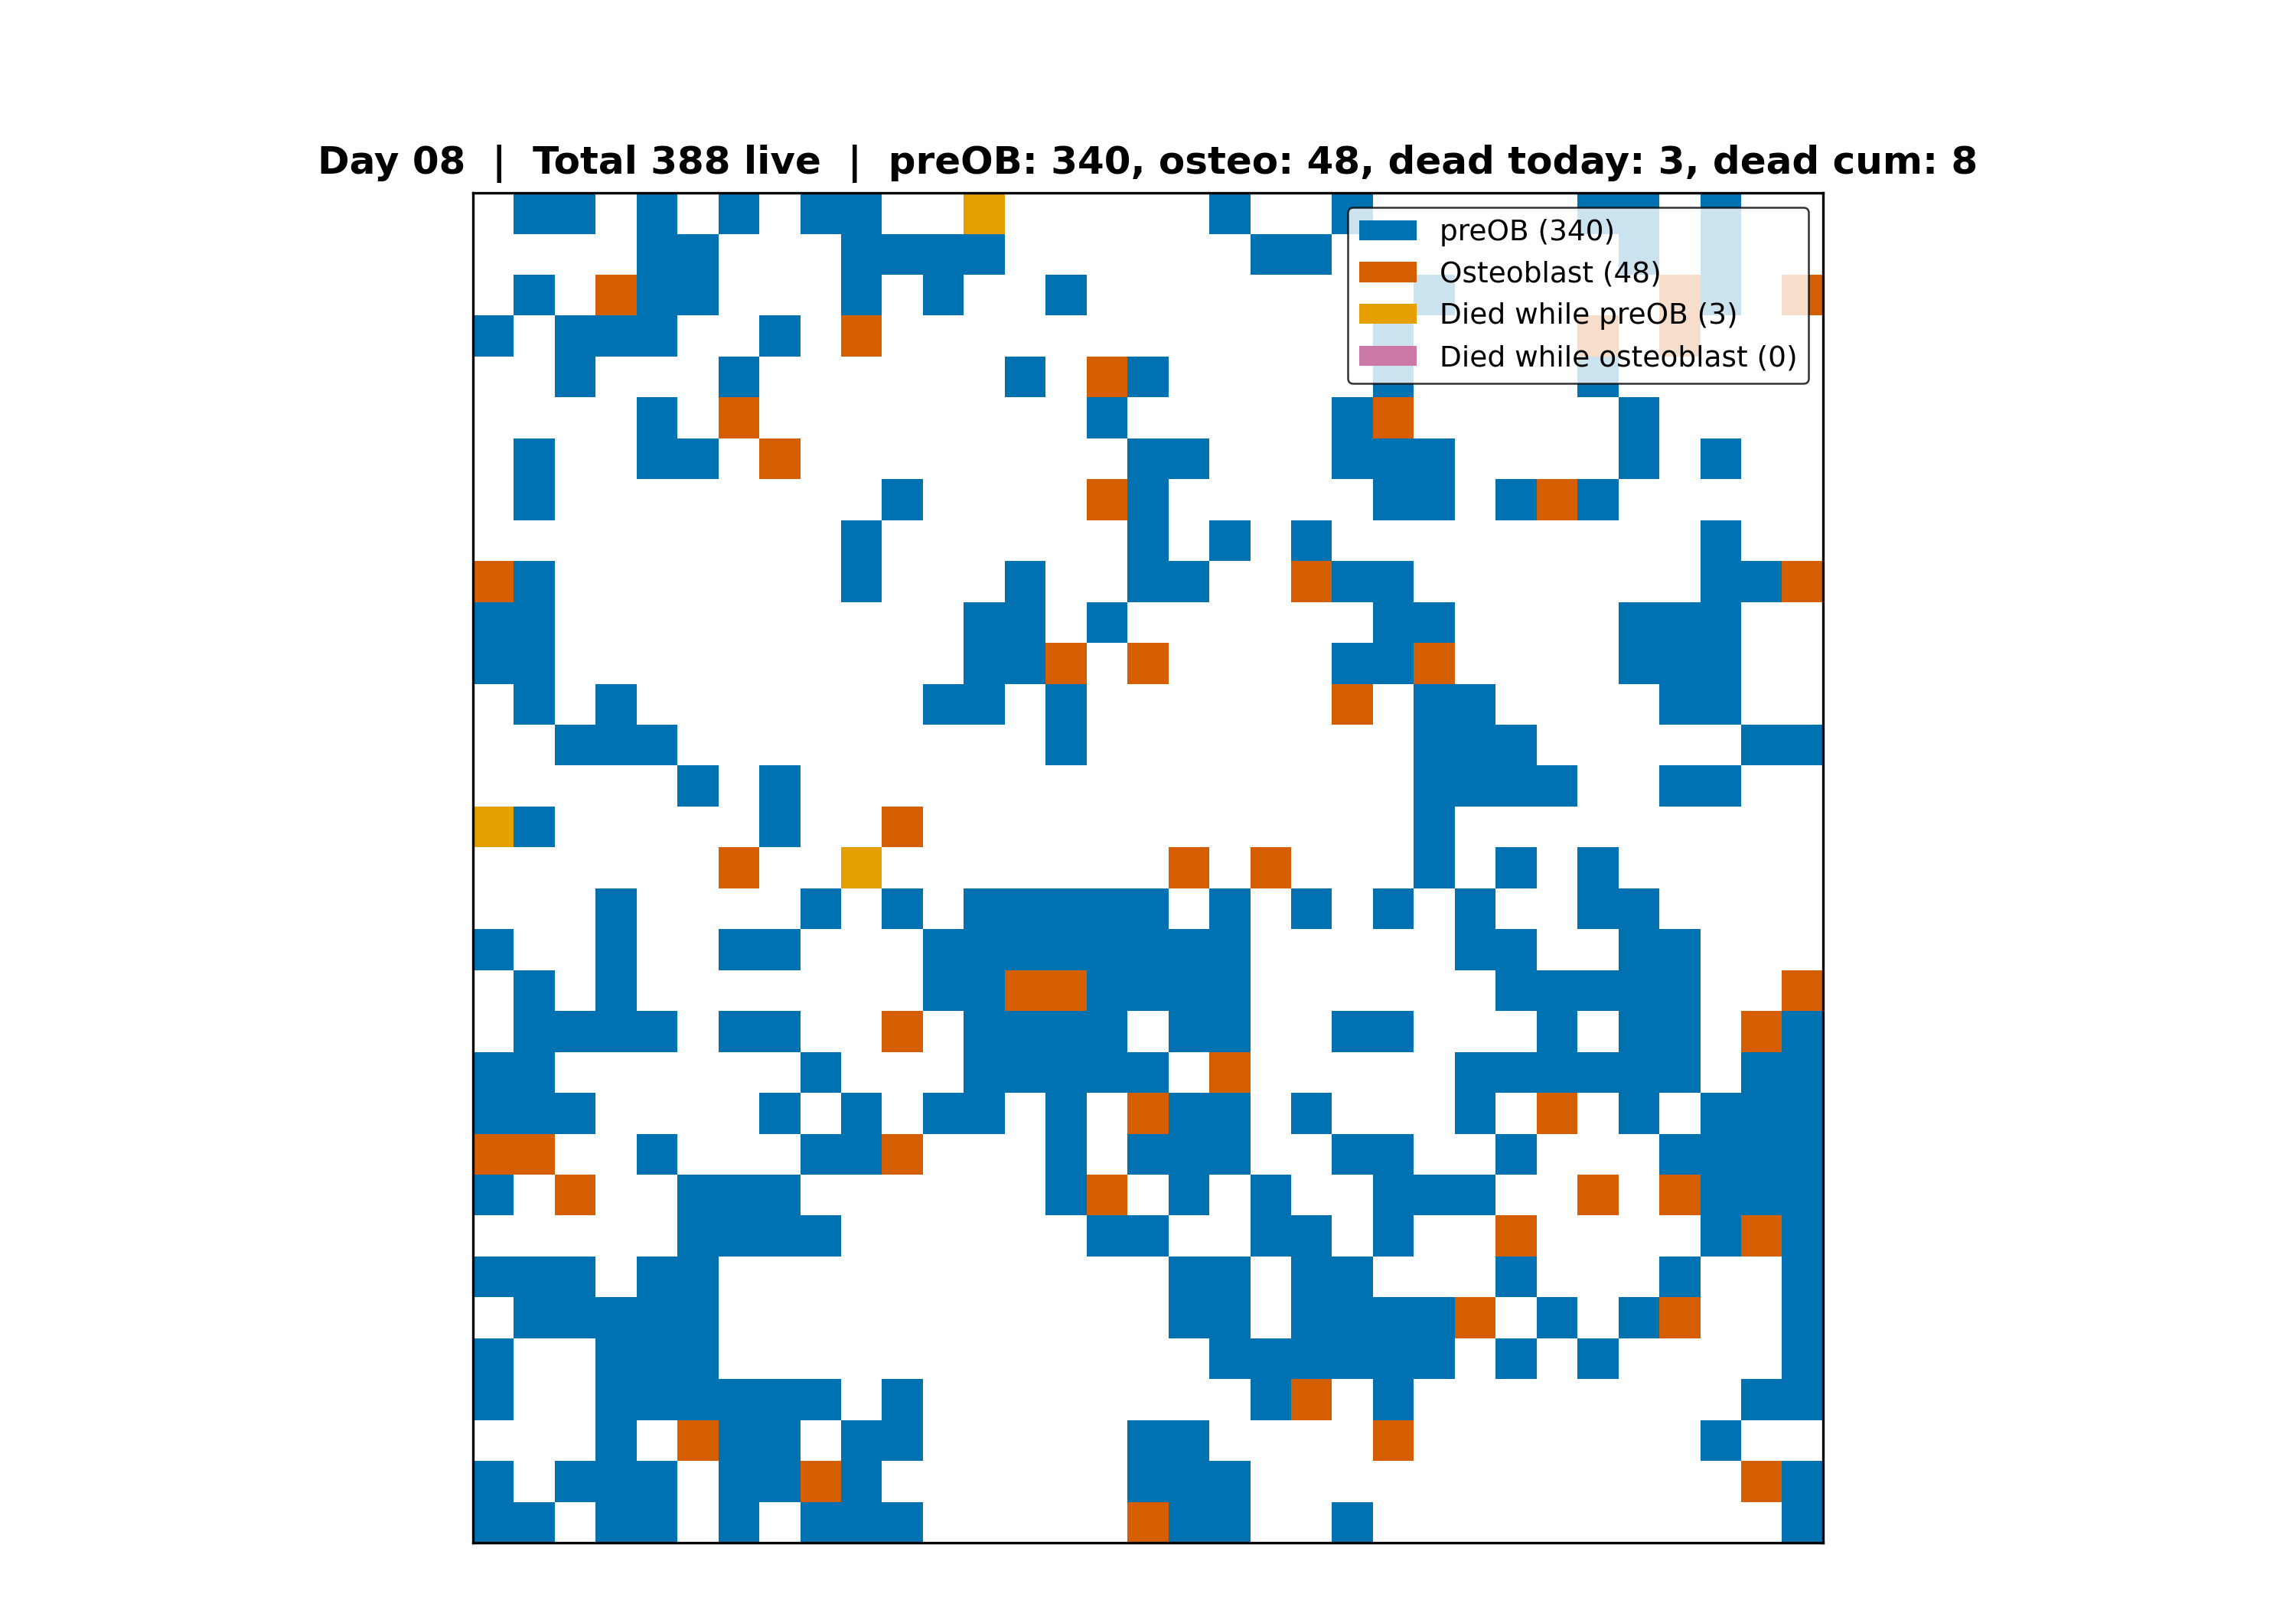 Day 08 | Total 388 live | preOB: 340, osteo: 48, dead today: 3, dead cum: 8
preOB (340)
Osteoblast (48)
Died while preOB (3)
Died while osteoblast (0)